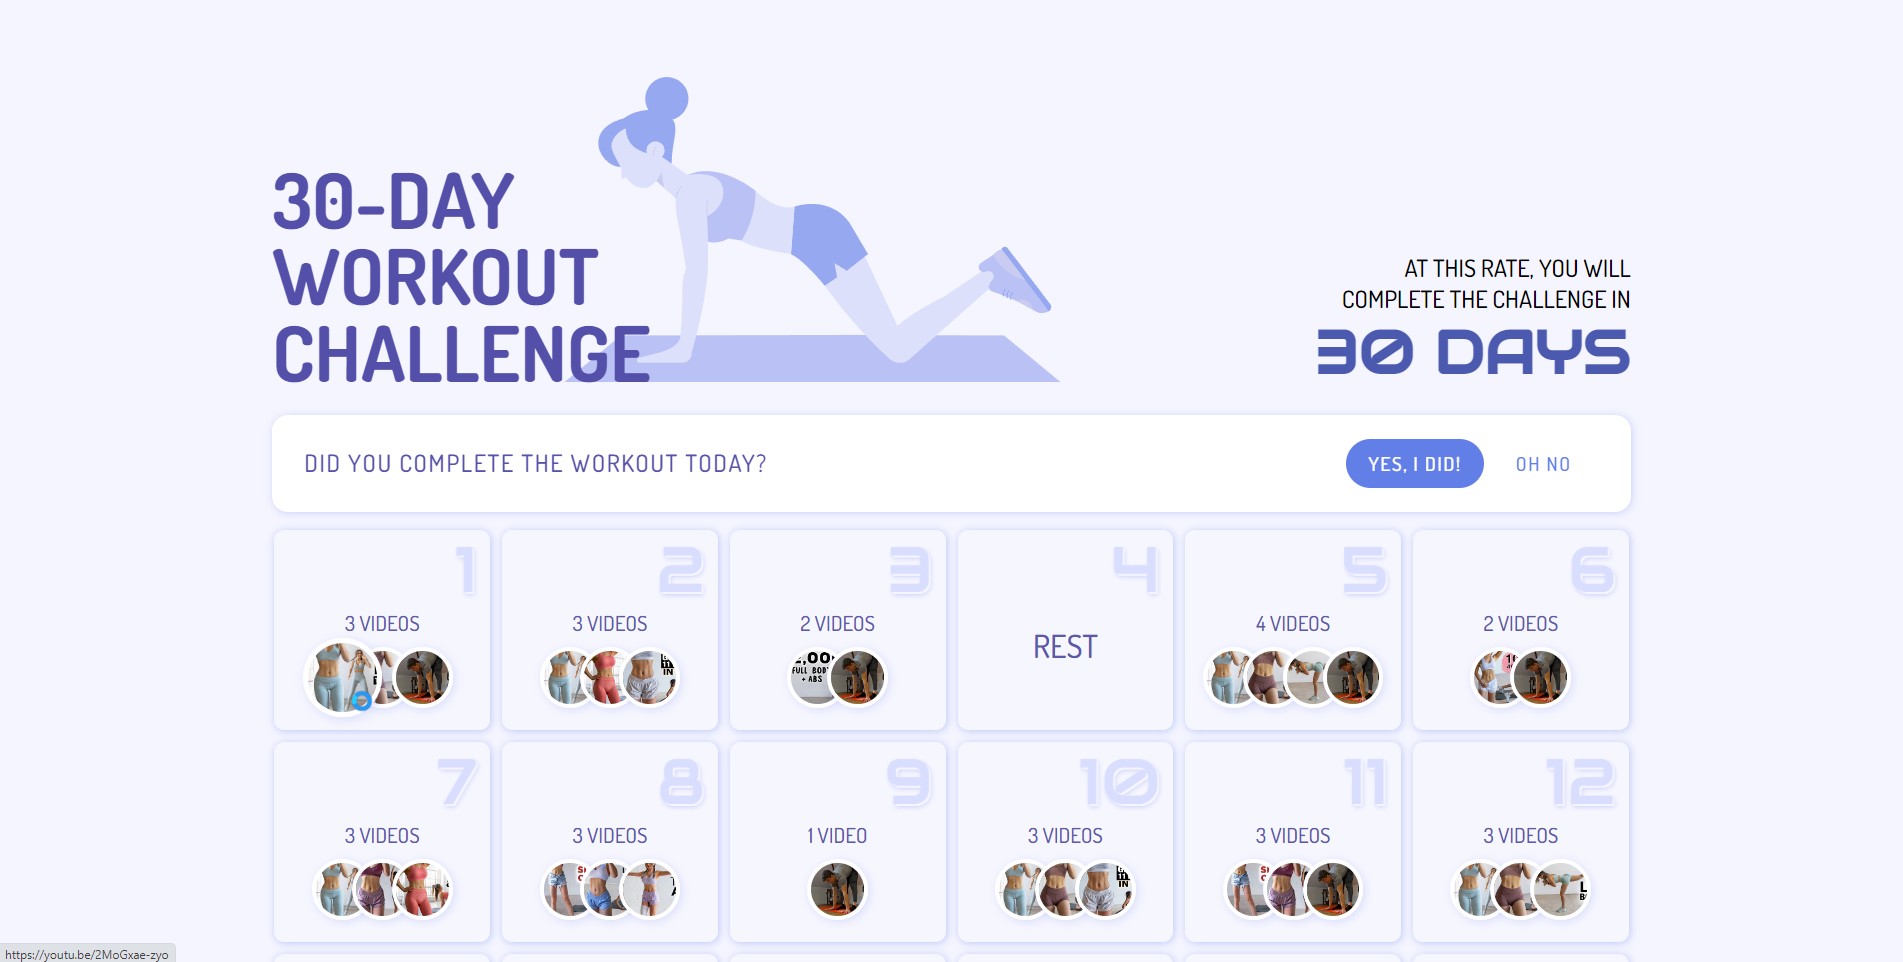 30-DAY
WORKOUT
CHALLENGE
AT THIS RATE, YOU WILL
COMPLETE THE CHALLENGE IN
30 DAYS
DID YOU COMPLETE THE WORKOUT TODAY?
YES, I DID!
OH NO
1
3 VIDEOS
2
3 VIDEOS
3
2 VIDEOS
FULL BODY
+ ABS
4
REST
5
4 VIDEOS
6
2 VIDEOS
7
3 VIDEOS
8
3 VIDEOS
9
1 VIDEO
10
3 VIDEOS
11
3 VIDEOS
12
3 VIDEOS
https://youtu.be/2MoGxae-zyo